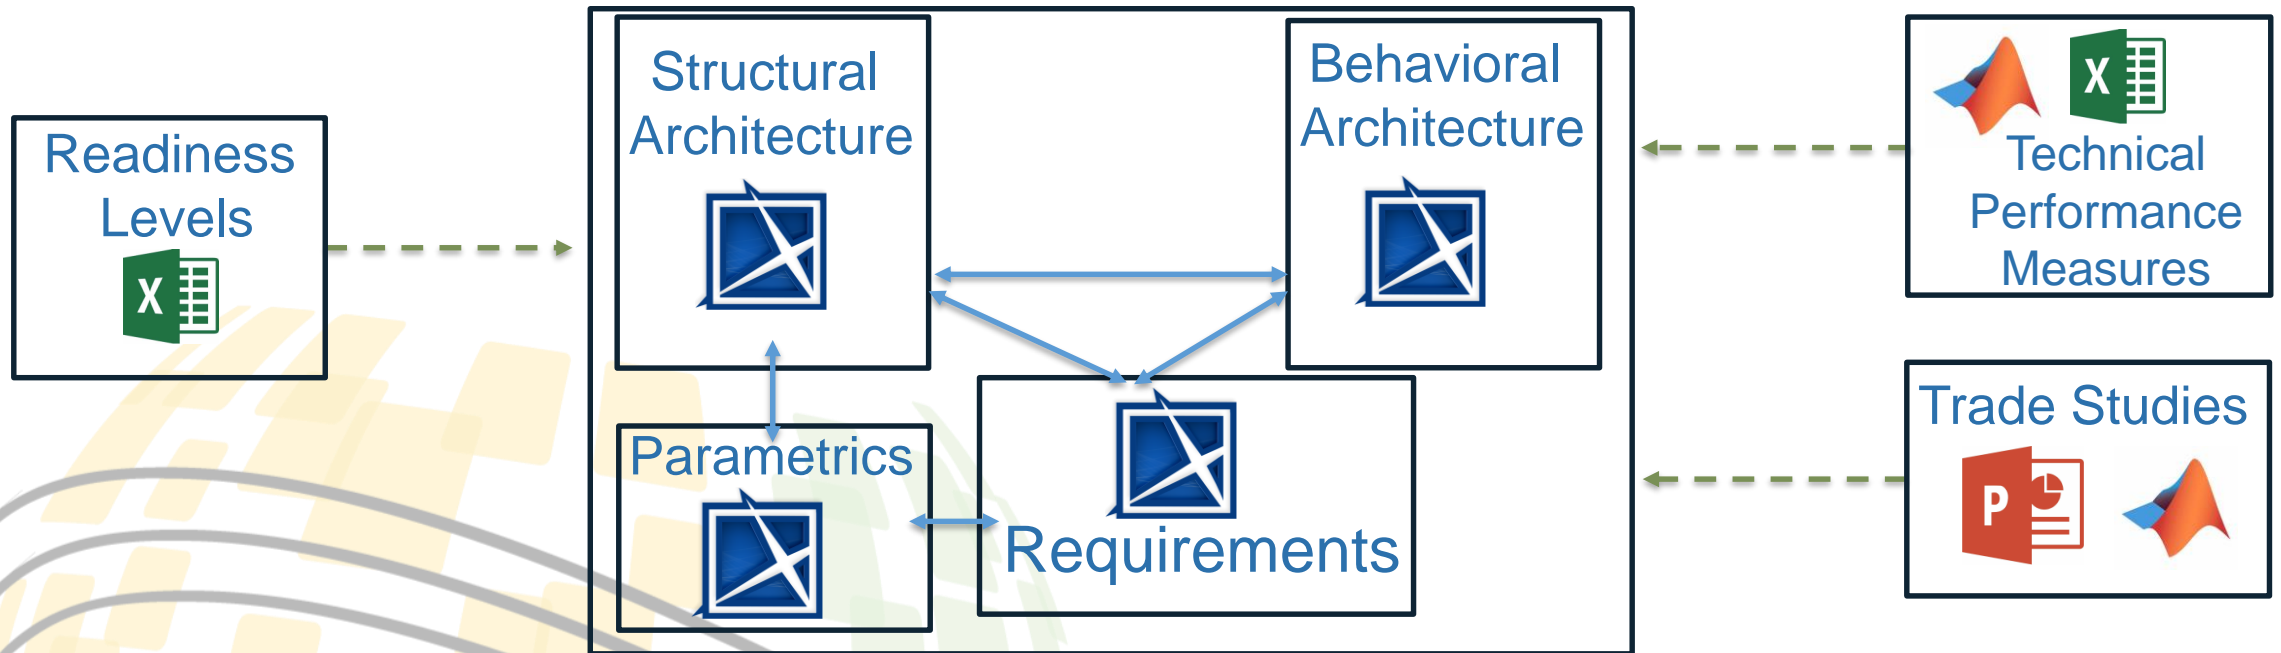 Readiness
Levels
X
Structural
Architecture
Behavioral
Architecture
Parametrics
Requirements
X
Technical
Performance
Measures
Trade Studies
P